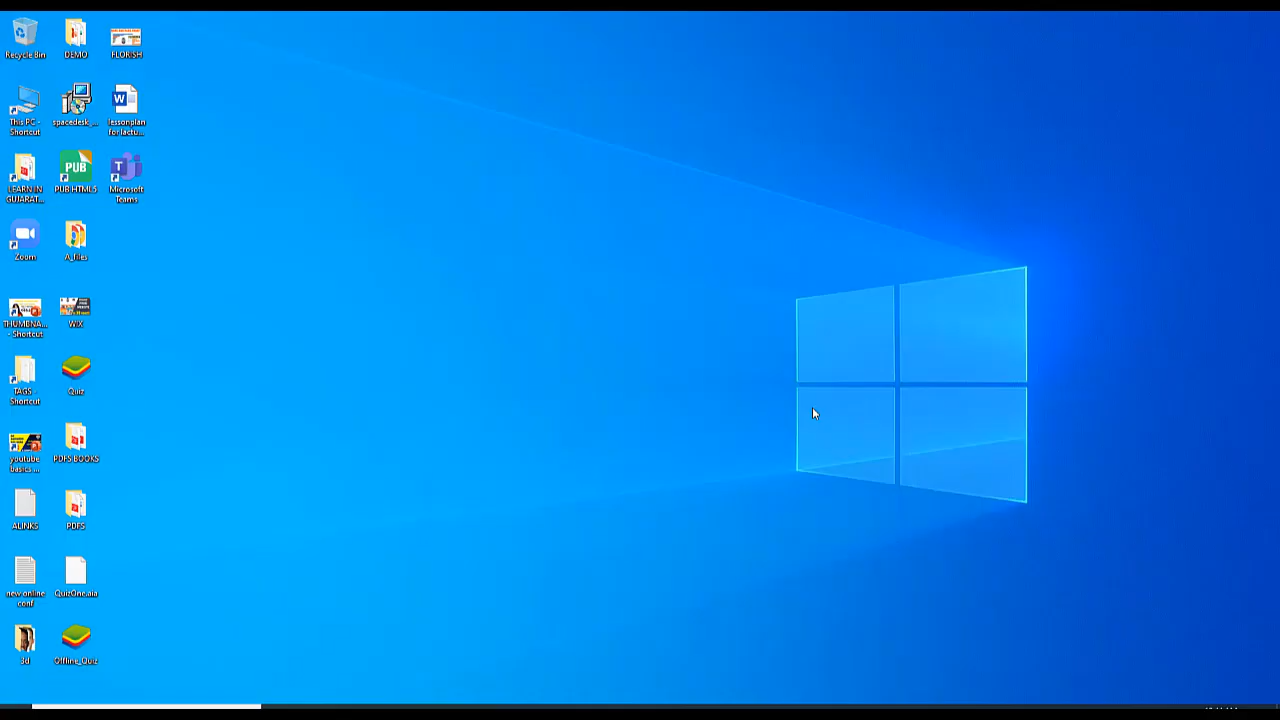 Recycle Bin
DEMO
FLORISH
This PC -
Shortcut
spacedesk_...
W
lessonplan
for lactu...
LEARN IN
GUJARAT...
PUB
PUB HTML5
T
Microsoft
Teams
Zoom
A_files
THUMBNA...
- Shortcut
WIX
TAGS -
Shortcut
Quiz
youtube
basics ...
PDFS BOOKS
ALINKS
PDFS
new online
conf
QuizOne.aia
3d
Offline_Quiz